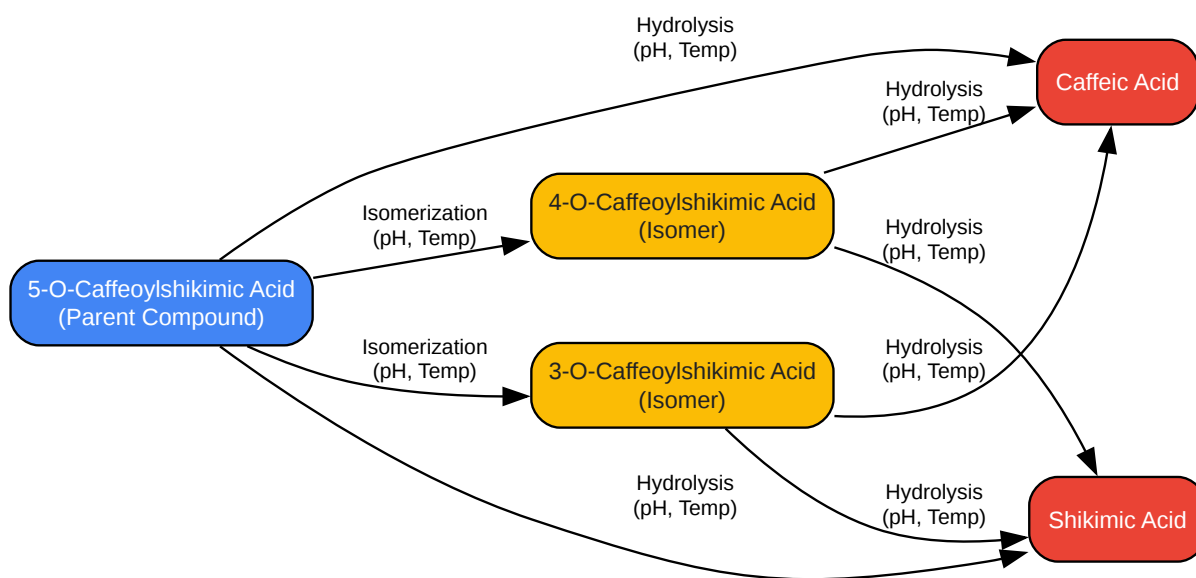 Hydrolysis
(pH, Temp)
Caffeic Acid
Hydrolysis
(pH, Temp)
4-O-Caffeoylshikimic Acid
(Isomer)
Isomerization
(pH, Temp)
Hydrolysis
(pH, Temp)
5-O-Caffeoylshikimic Acid
(Parent Compound)
Isomerization
(pH, Temp)
3-O-Caffeoylshikimic Acid
(Isomer)
Hydrolysis
(pH, Temp)
Hydrolysis
(pH, Temp)
Hydrolysis
(pH, Temp)
Shikimic Acid